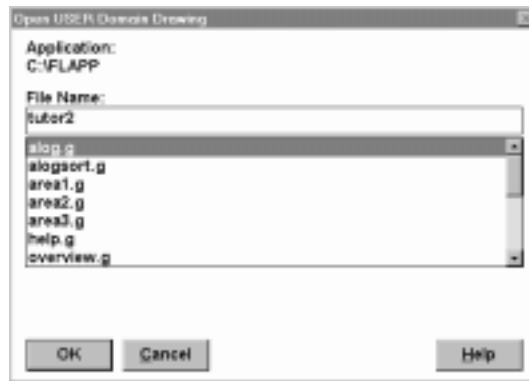 Open USER Domain Drawing
Application:
C:\FLAPP
File Name:
tutor2
alog.g
alogsort.g
area1.g
area2.g
area3.g
help.g
overview.g
OK
Cancel
Help